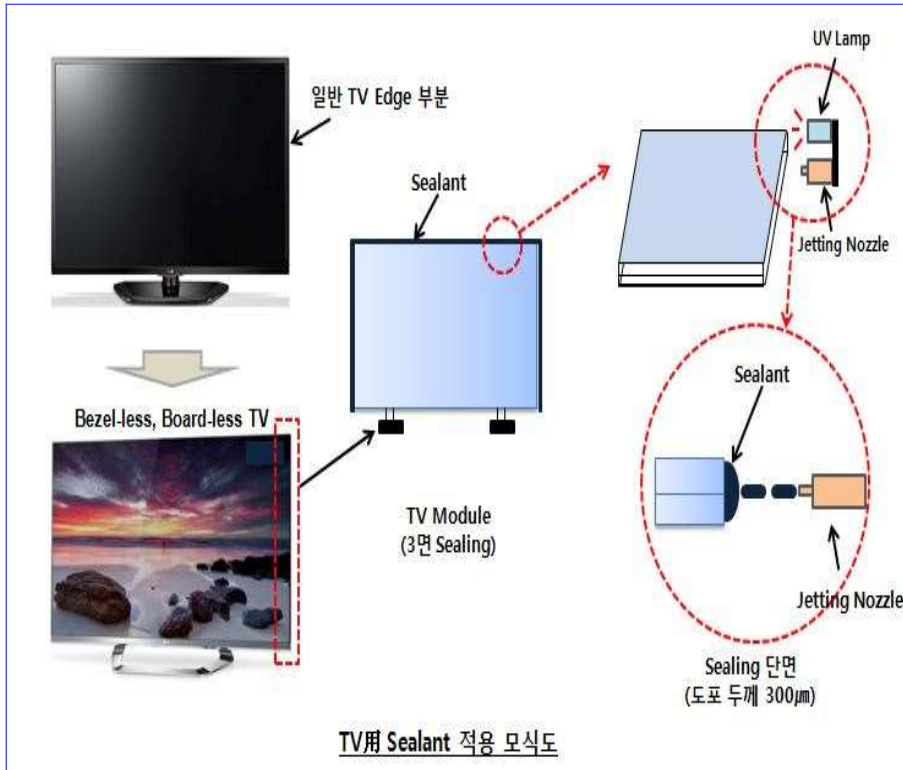 일반 TV Edge 부분
Bezel-less, Board-less TV
Sealant
TV Module
(3면 Sealing)
UV Lamp
Jetting Nozzle
Sealant
Jetting Nozzle
Sealing 단면
(도포 두께 300㎛)
TV用 Sealant 적용 모식도